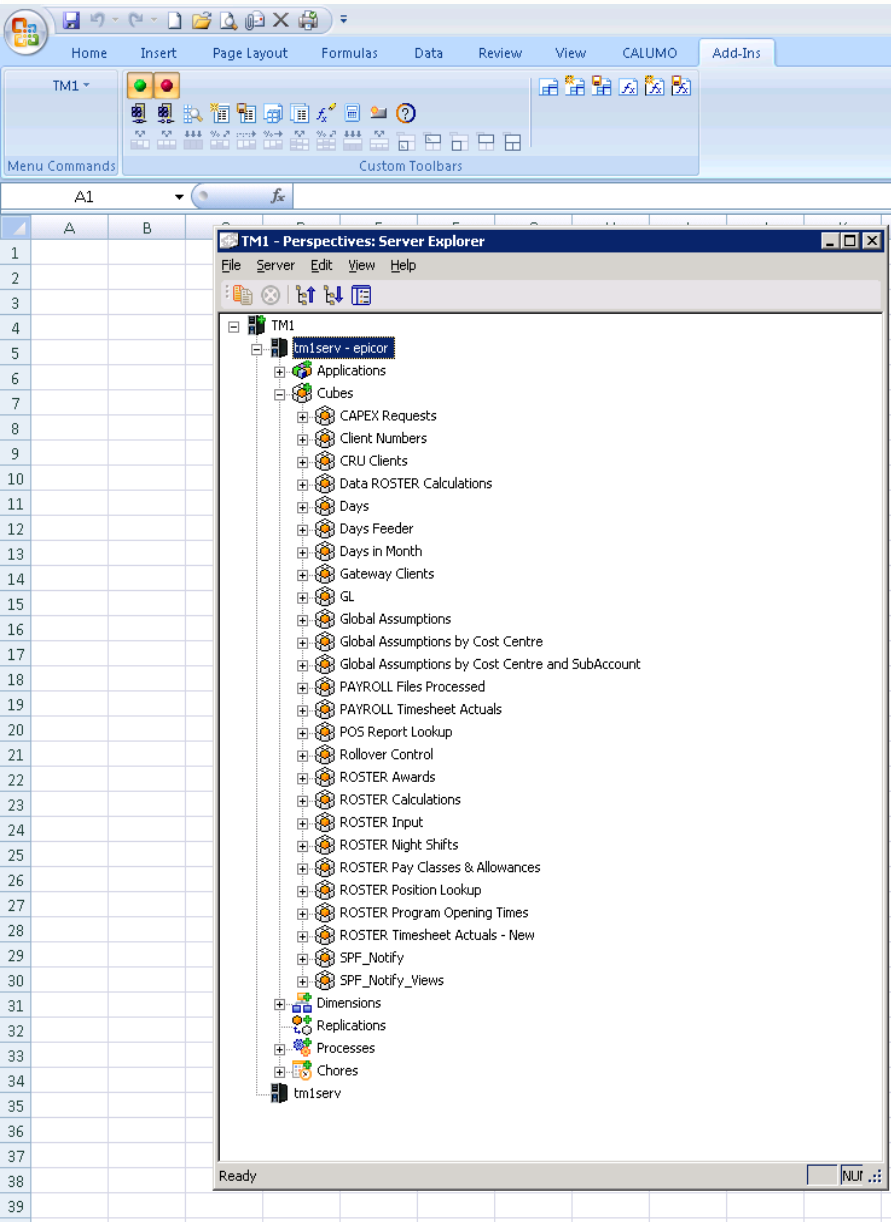 Home Insert Page Layout Formulas Data Review View CALUMO Add-Ins
TM1
Menu Commands Custom Toolbars
A1 fx
A B
TM1 - Perspectives: Server Explorer
File Server Edit View Help
1
2
3
4
5
6
7
8
9
10
11
12
13
14
15
16
17
18
19
20
21
22
23
24
25
26
27
28
29
30
31
32
33
34
35
36
37
38
39
TM1
tm1serv - epicor
Applications
Cubes
CAPEX Requests
Client Numbers
CRU Clients
Data ROSTER Calculations
Days
Days Feeder
Days in Month
Gateway Clients
GL
Global Assumptions
Global Assumptions by Cost Centre
Global Assumptions by Cost Centre and SubAccount
PAYROLL Files Processed
PAYROLL Timesheet Actuals
POS Report Lookup
Rollover Control
ROSTER Awards
ROSTER Calculations
ROSTER Input
ROSTER Night Shifts
ROSTER Pay Classes & Allowances
ROSTER Position Lookup
ROSTER Program Opening Times
ROSTER Timesheet Actuals - New
SPF_Notify
SPF_Notify_Views
Dimensions
Replications
Processes
Chores
tm1serv
Ready